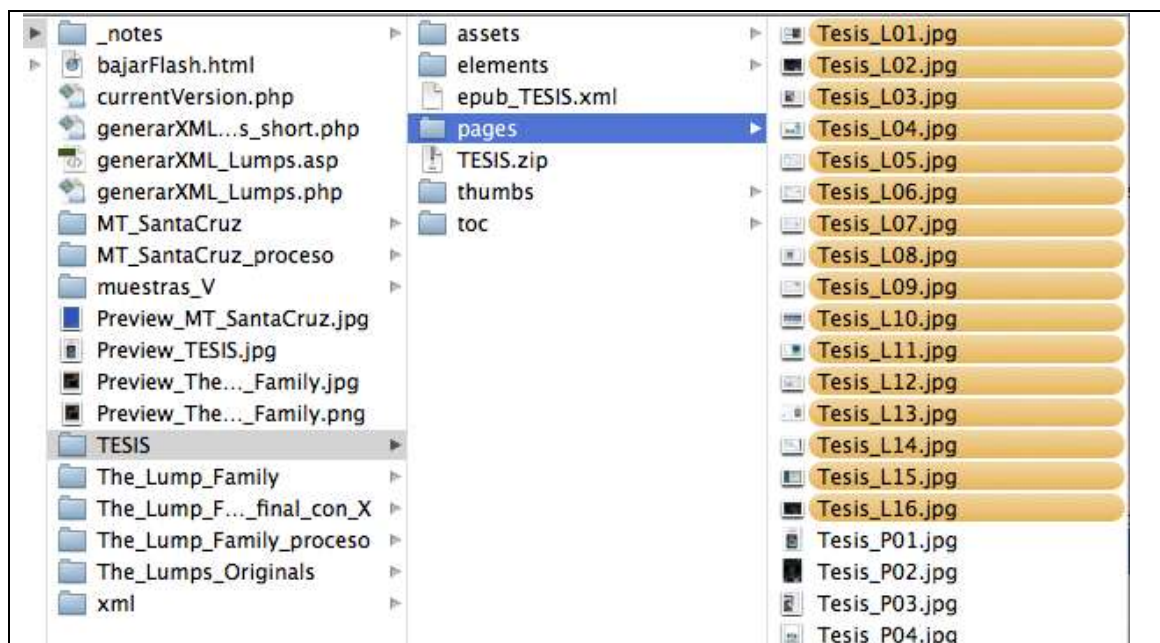 _notes
bajarFlash.html
currentVersion.php
generarXML...s_short.php
generarXML_Lumps.asp
generarXML_Lumps.php
MT_SantaCruz
MT_SantaCruz_proceso
muestras_V
Preview_MT_SantaCruz.jpg
Preview_TESIS.jpg
Preview_The..._Family.jpg
Preview_The..._Family.png
TESIS
The_Lump_Family
The_Lump_F..._final_con_X
The_Lump_Family_proceso
The_Lumps_Originals
xml
assets
elements
epub_TESIS.xml
pages
TESIS.zip
thumbs
toc
Tesis_L01.jpg
Tesis_L02.jpg
Tesis_L03.jpg
Tesis_L04.jpg
Tesis_L05.jpg
Tesis_L06.jpg
Tesis_L07.jpg
Tesis_L08.jpg
Tesis_L09.jpg
Tesis_L10.jpg
Tesis_L11.jpg
Tesis_L12.jpg
Tesis_L13.jpg
Tesis_L14.jpg
Tesis_L15.jpg
Tesis_L16.jpg
Tesis_P01.jpg
Tesis_P02.jpg
Tesis_P03.jpg
Tesis_P04.jpg